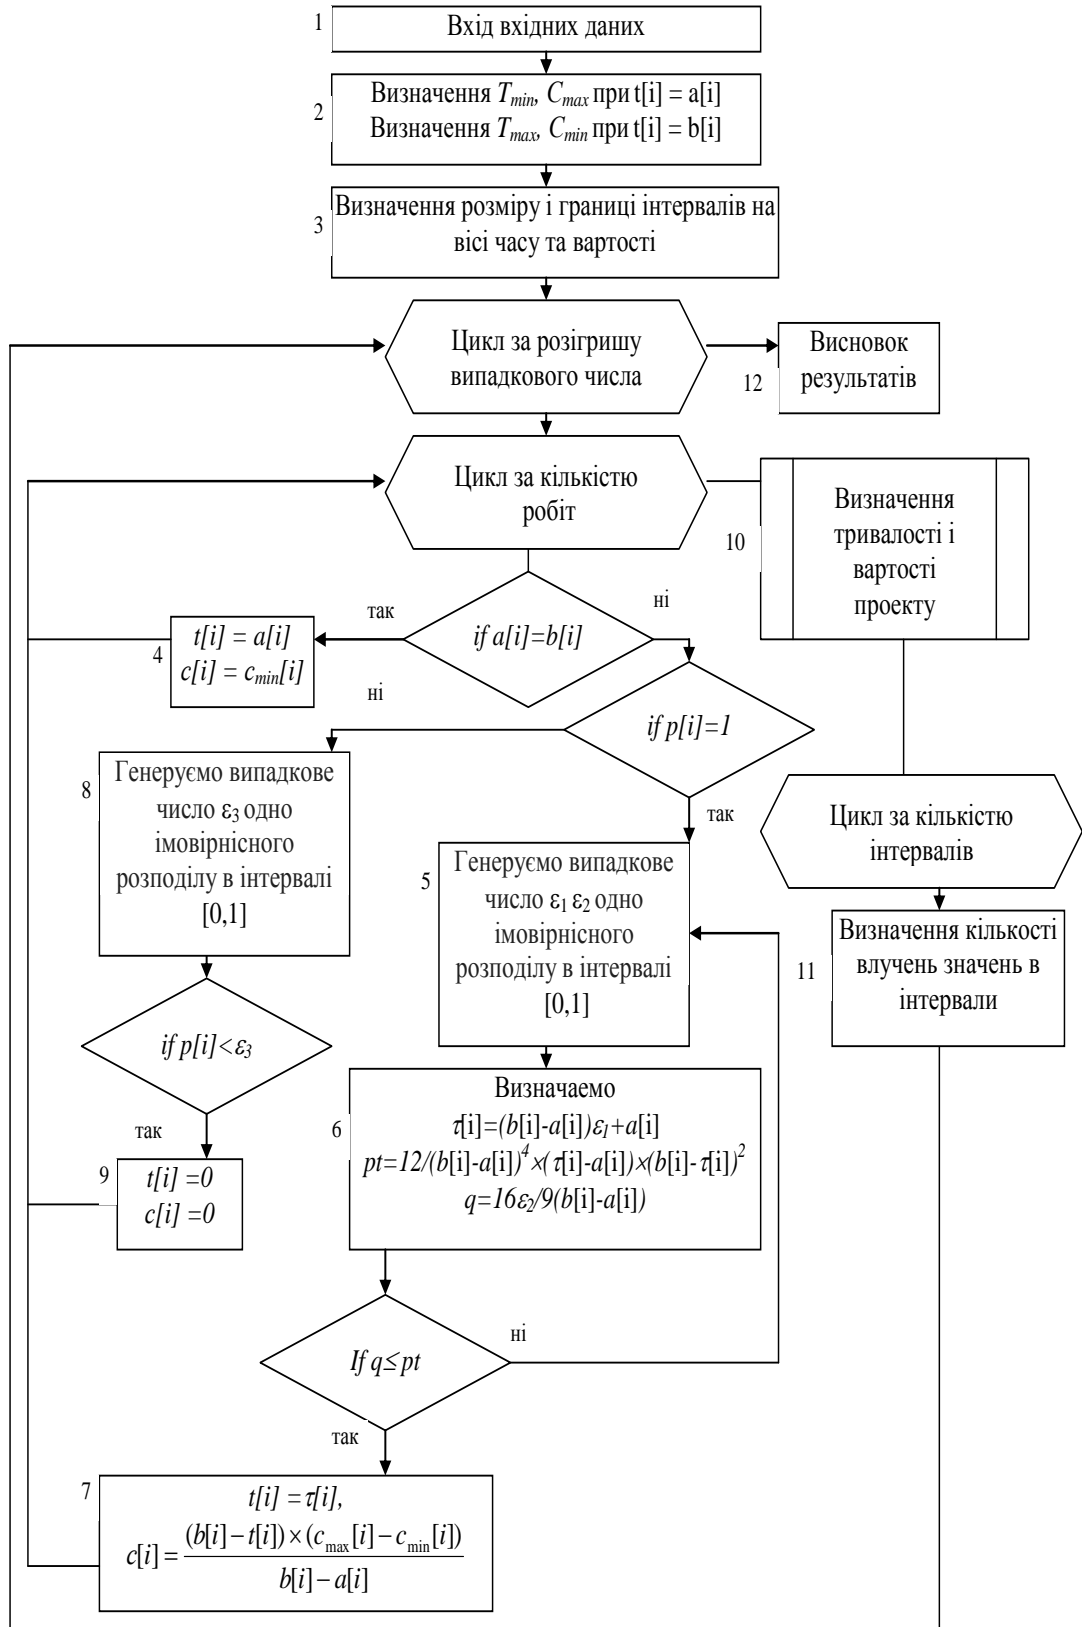 1
Вхід вхідних даних
2
Визначення T_min, C_max при t[i] = a[i]
Визначення T_max, C_min при t[i] = b[i]
3
Визначення розміру і границі інтервалів на
вісі часу та вартості
Цикл за розігришу
випадкового числа
12
Висновок
результатів
Цикл за кількістю
робіт
10
Визначення
тривалості і
вартості
проекту
так
if a[i]=b[i]
ні
4
t[i] = a[i]
c[i] = c_min[i]
ні
if p[i]=1
так
8
Генеруємо випадкове
число ε₃ одно
імовірнісного
розподілу в інтервалі
[0,1]
5
Генеруємо випадкове
число ε₁ ε₂ одно
імовірнісного
розподілу в інтервалі
[0,1]
Цикл за кількістю
інтервалів
11
Визначення кількості
влучень значень в
інтервали
if p[i]<ε₃
так
9
t[i] =0
c[i] =0
6
Визначаемо
τ[i]=(b[i]-a[i])ε₁+a[i]
pt=12/(b[i]-a[i])⁴×(τ[i]-a[i])×(b[i]-τ[i])²
q=16ε₂/9(b[i]-a[i])
If q≤pt
ні
так
7
t[i] = τ[i],
c[i] = (b[i]−t[i])×(c_max[i]−c_min[i])
b[i]−a[i]